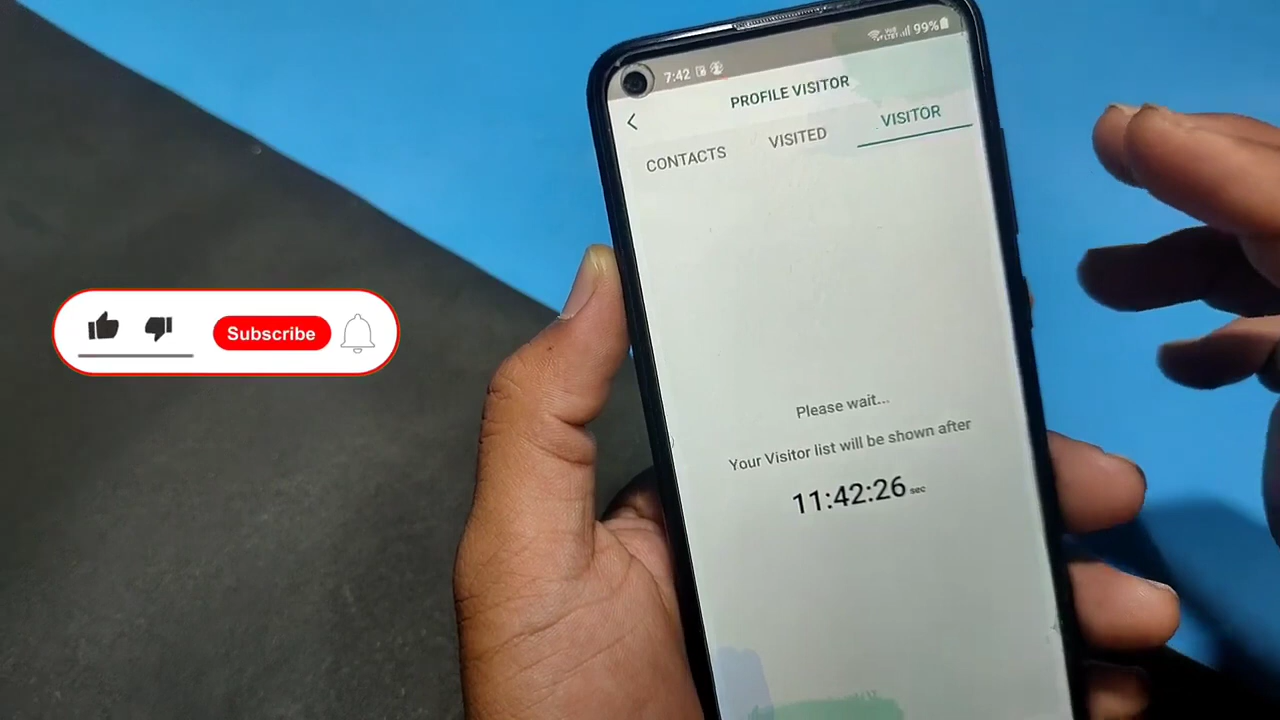 7:42
99%
PROFILE VISITOR
CONTACTS
VISITED
VISITOR
Subscribe
Please wait...
Your Visitor list will be shown after
11:42:26 sec